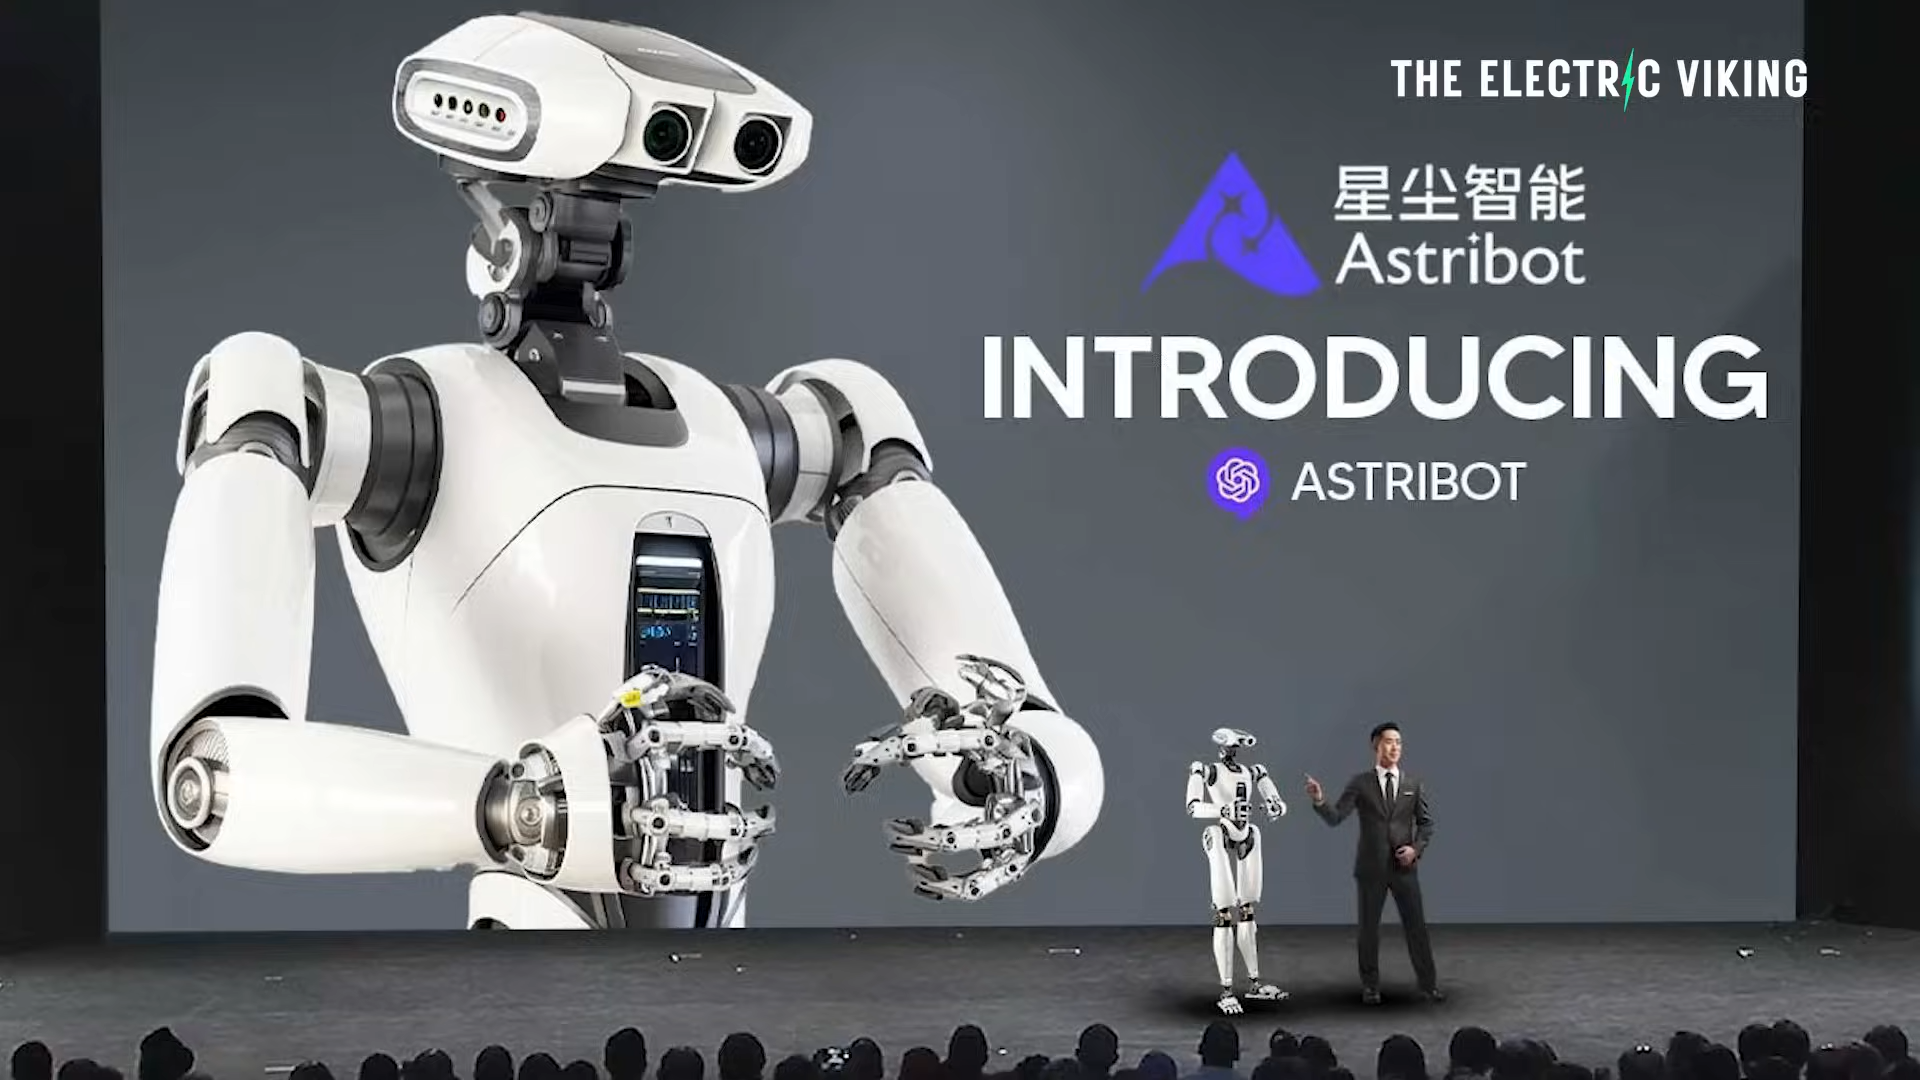 THE ELECTRIC VIKING
星尘智能
Astribot
INTRODUCING
ASTRIBOT